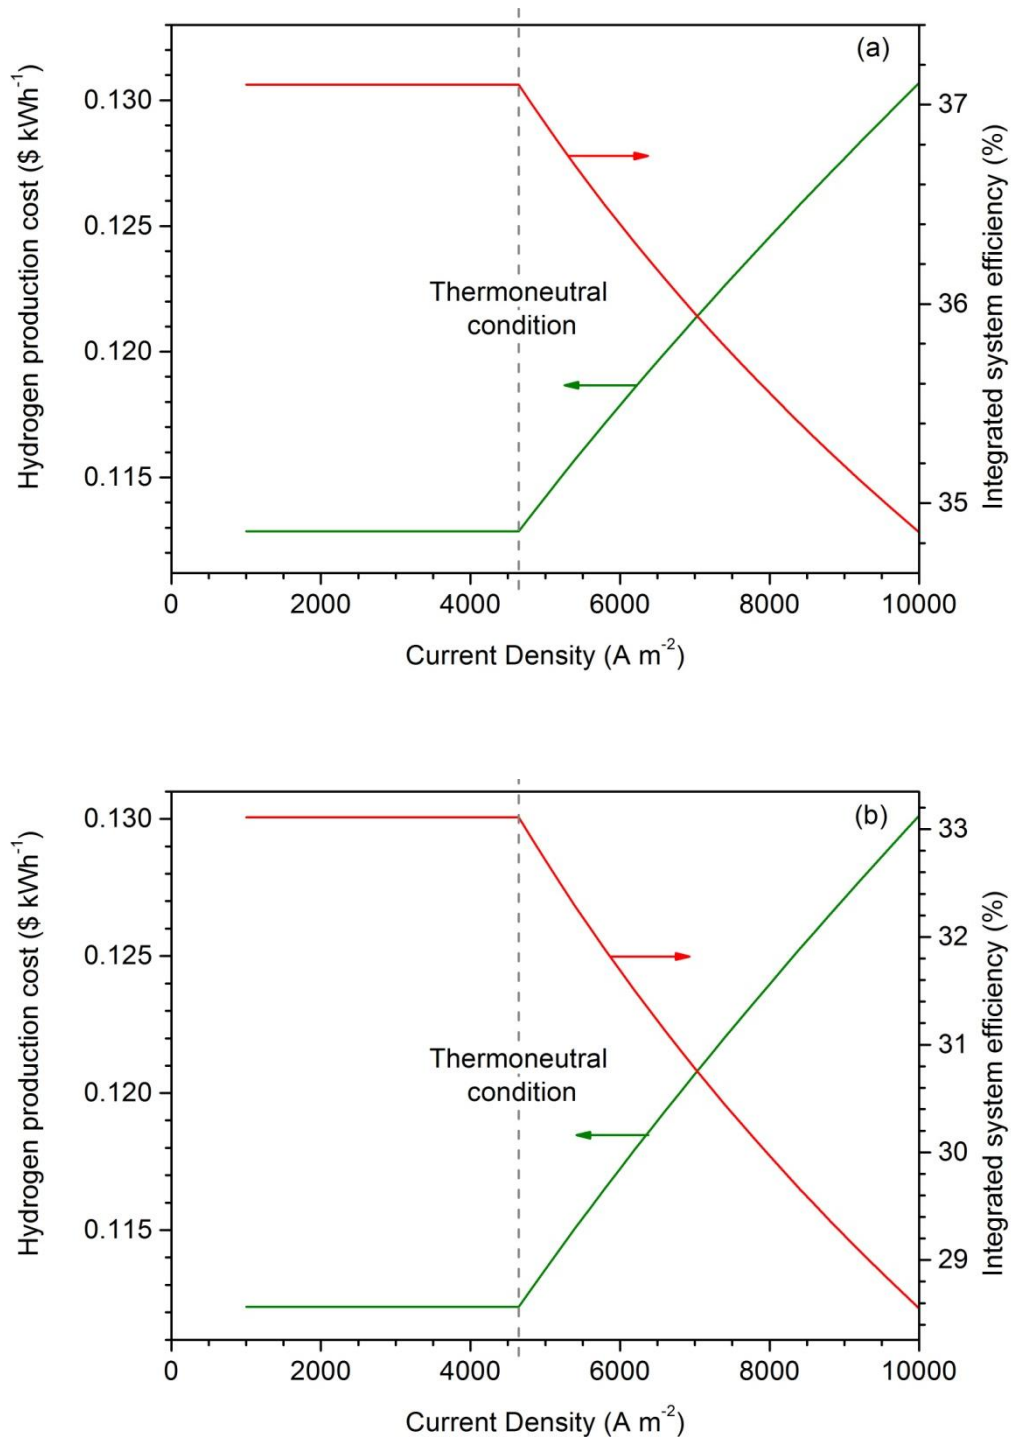 (a)
Hydrogen production cost ($ kWh⁻¹)
0.130
0.125
0.120
0.115
37
36
35
Integrated system efficiency (%)
Thermoneutral
condition
0 2000 4000 6000 8000 10000
Current Density (A m⁻²)
(b)
Hydrogen production cost ($ kWh⁻¹)
0.130
0.125
0.120
0.115
33
32
31
30
29
Integrated system efficiency (%)
Thermoneutral
condition
0 2000 4000 6000 8000 10000
Current Density (A m⁻²)